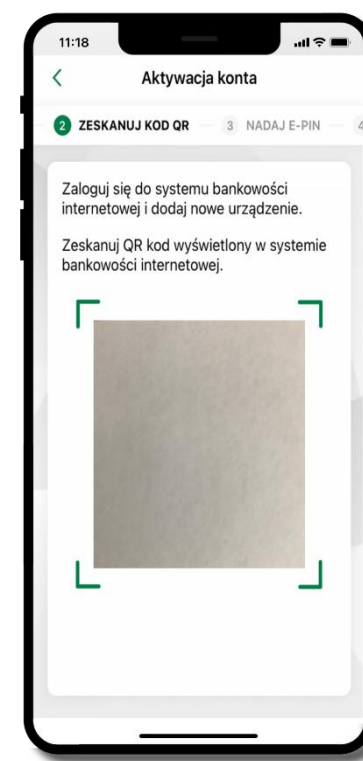 11:18
Aktywacja konta
2 ZESKANUJ KOD QR 3 NADAJ E-PIN 4
Zaloguj się do systemu bankowości
internetowej i dodaj nowe urządzenie.
Zeskanuj QR kod wyświetlony w systemie
bankowości internetowej.